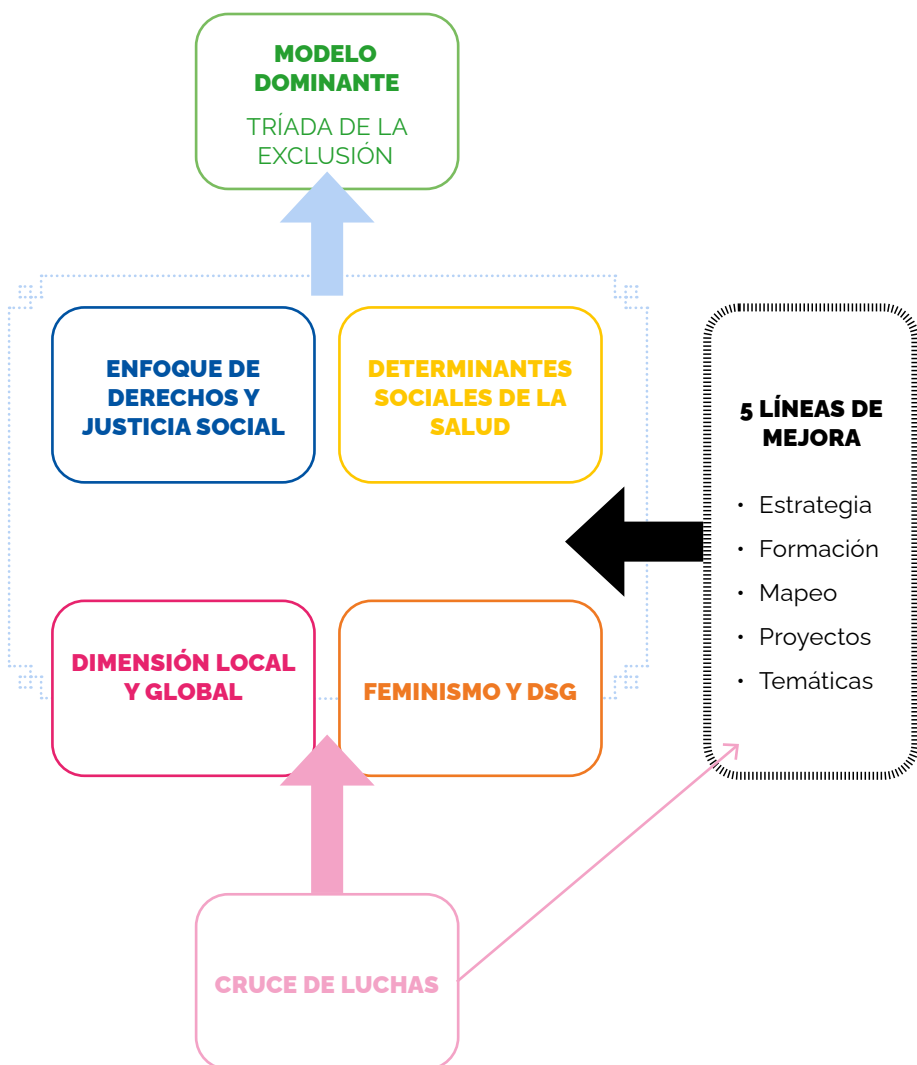 MODELO
DOMINANTE
TRÍADA DE LA
EXCLUSIÓN
ENFOQUE DE
DERECHOS Y
JUSTICIA SOCIAL
DETERMINANTES
SOCIALES DE LA
SALUD
5 LÍNEAS DE
MEJORA
• Estrategia
• Formación
• Mapeo
• Proyectos
• Temáticas
DIMENSIÓN LOCAL
Y GLOBAL
FEMINISMO Y DSG
CRUCE DE LUCHAS